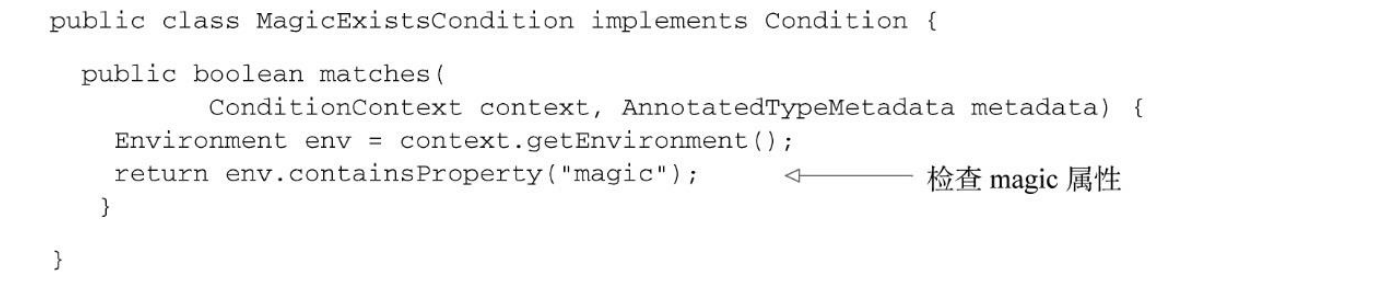 public class MagicExistsCondition implements Condition {
public boolean matches(
ConditionContext context, AnnotatedTypeMetadata metadata) {
Environment env = context.getEnvironment();
return env.containsProperty("magic"); 检查 magic 属性
}
}